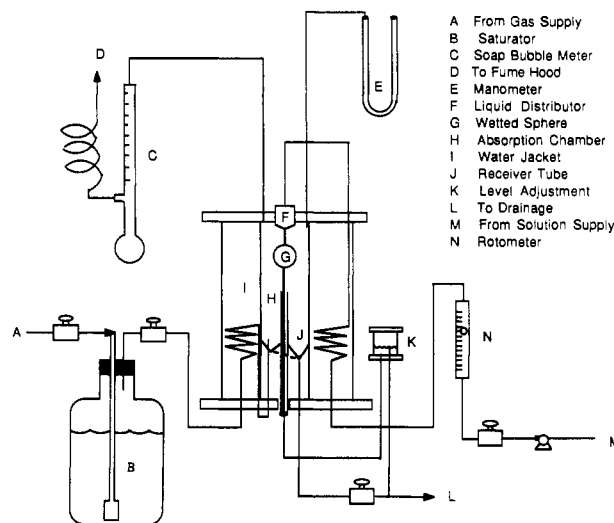 A From Gas Supply
B Saturator
C Soap Bubble Meter
D To Fume Hood
E Manometer
F Liquid Distributor
G Wetted Sphere
H Absorption Chamber
I Water Jacket
J Receiver Tube
K Level Adjustment
L To Drainage
M From Solution Supply
N Rotometer
D
E
C
F
G
I
H
J
K
N
A
B
L
M